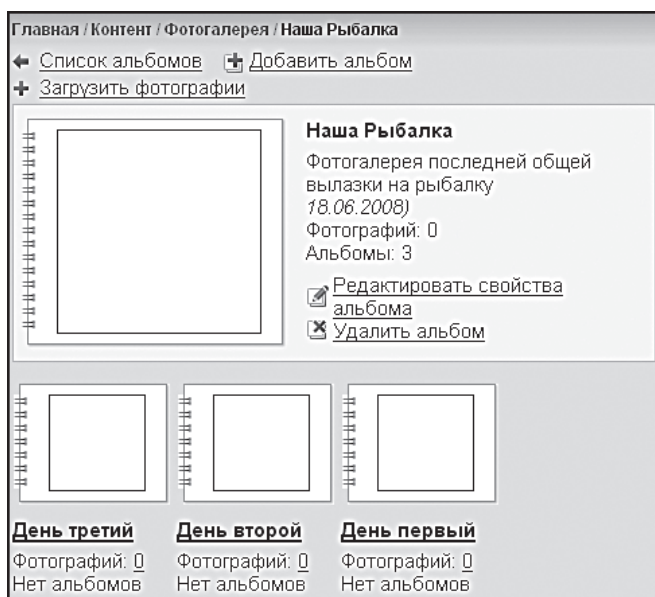 Главная / Контент / Фотогалерея / Наша Рыбалка
Список альбомов Добавить альбом
Загрузить фотографии
Наша Рыбалка
Фотогалерея последней общей
вылазки на рыбалку
18.06.2008)
Фотографий: 0
Альбомы: 3
Редактировать свойства
альбома
Удалить альбом
День третий День второй День первый
Фотографий: 0 Фотографий: 0 Фотографий: 0
Нет альбомов Нет альбомов Нет альбомов